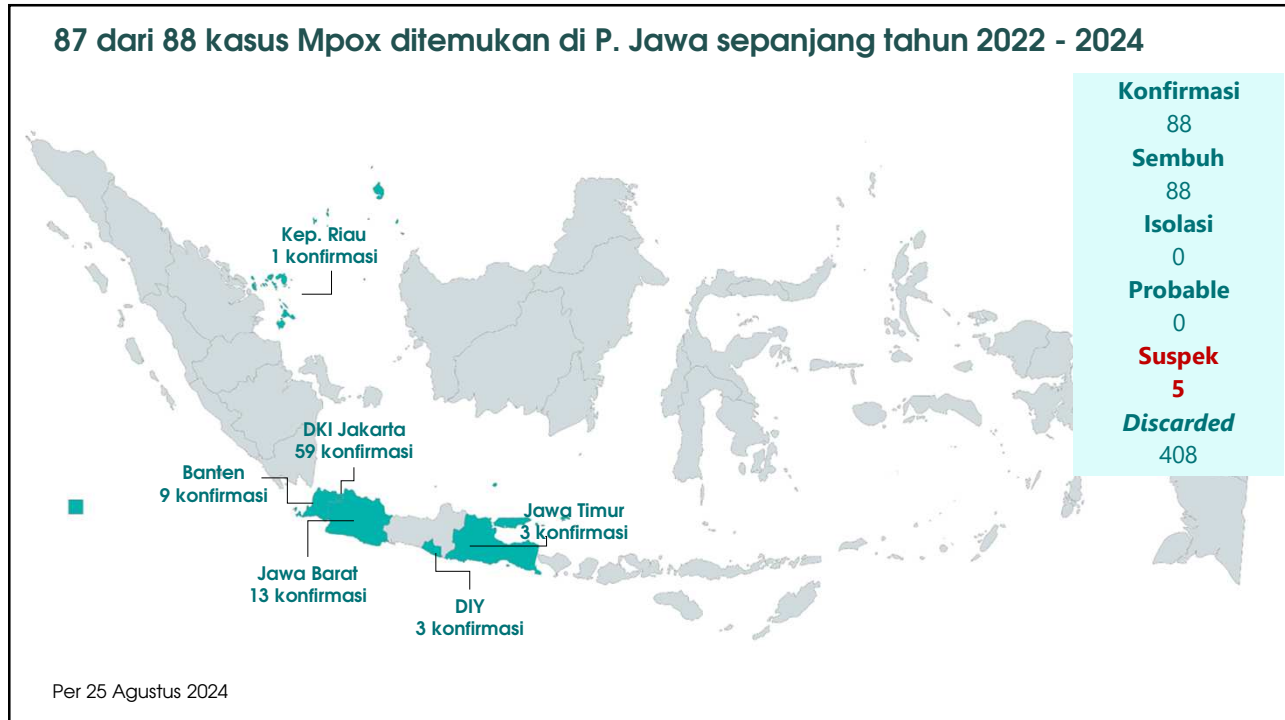 87 dari 88 kasus Mpox ditemukan di P. Jawa sepanjang tahun 2022 - 2024
Konfirmasi
88
Sembuh
88
Isolasi
0
Probable
0
Suspek
5
Discarded
408
Kep. Riau
1 konfirmasi
DKI Jakarta
59 konfirmasi
Banten
9 konfirmasi
Jawa Timur
3 konfirmasi
Jawa Barat
13 konfirmasi
DIY
3 konfirmasi
Per 25 Agustus 2024